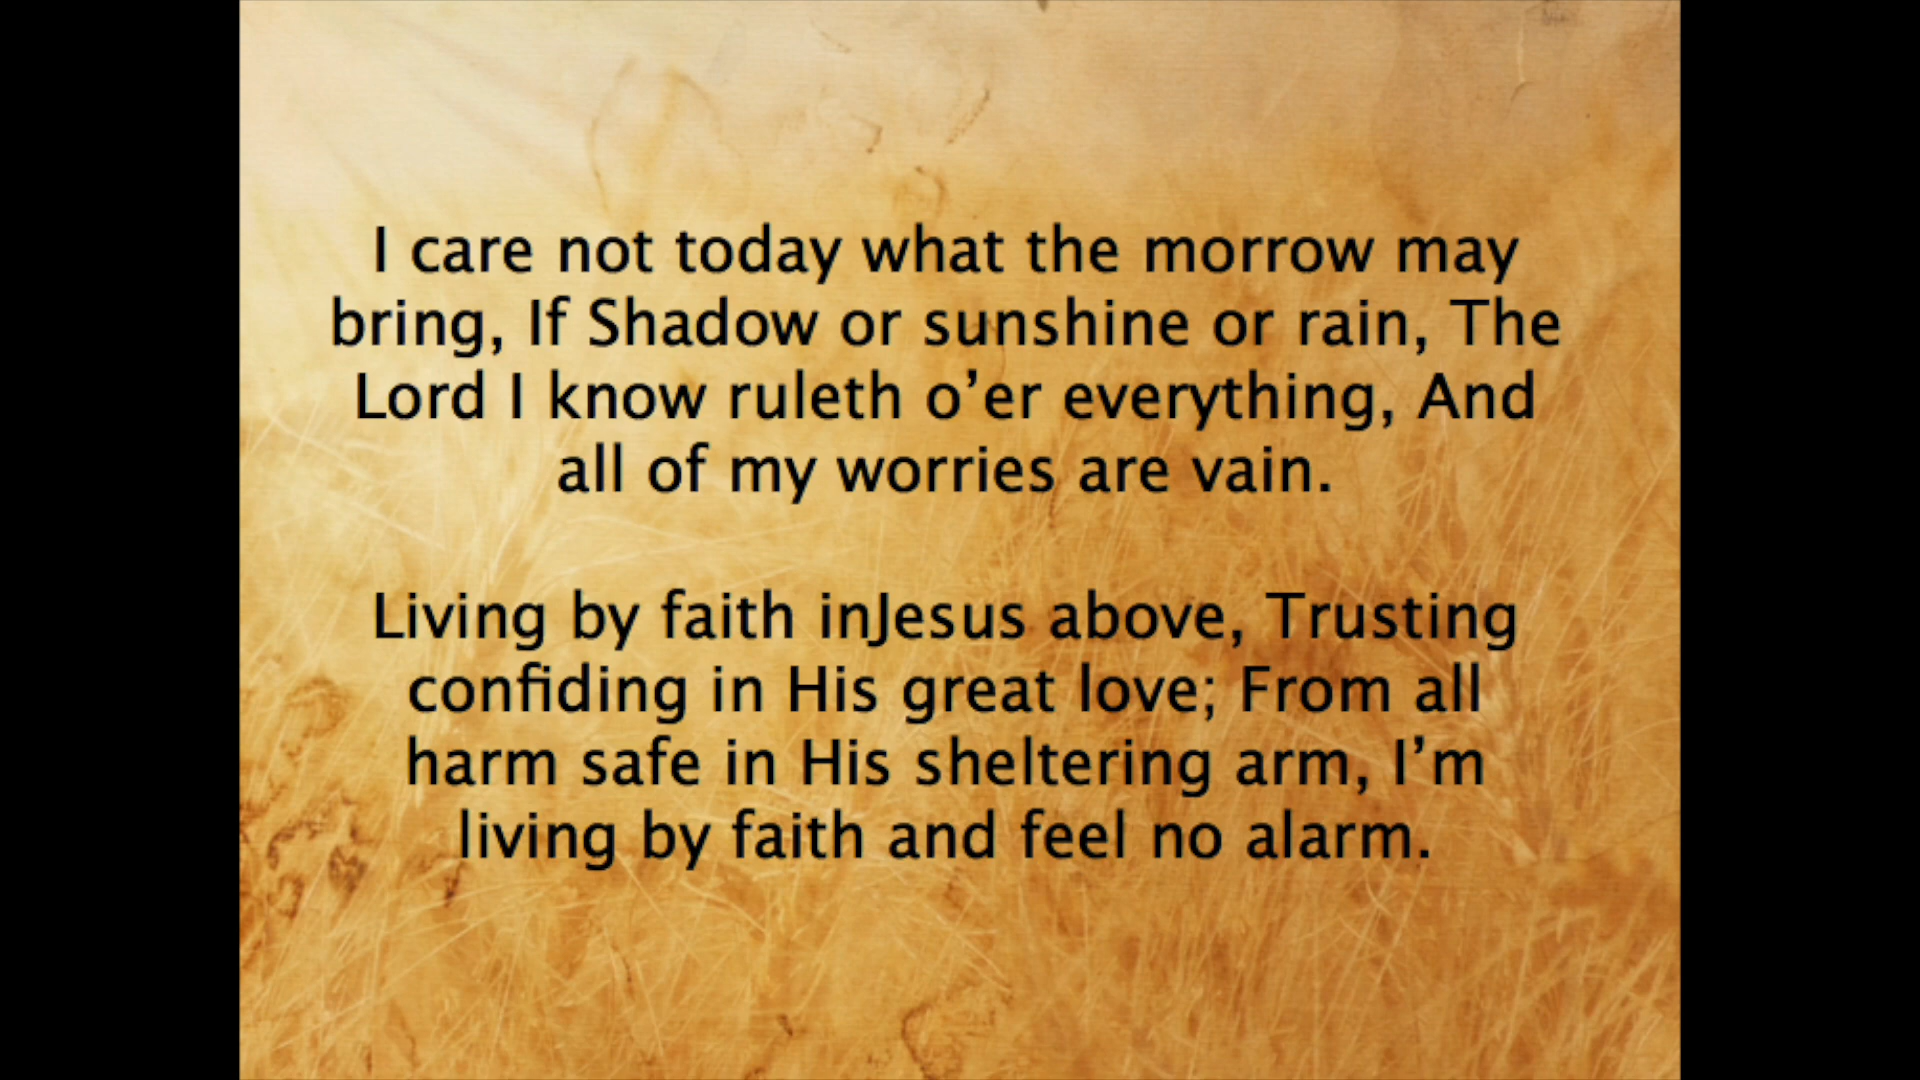 I care not today what the morrow may
bring, If Shadow or sunshine or rain, The
Lord I know ruleth o’er everything, And
all of my worries are vain.
Living by faith inJesus above, Trusting
confiding in His great love; From all
harm safe in His sheltering arm, I’m
living by faith and feel no alarm.